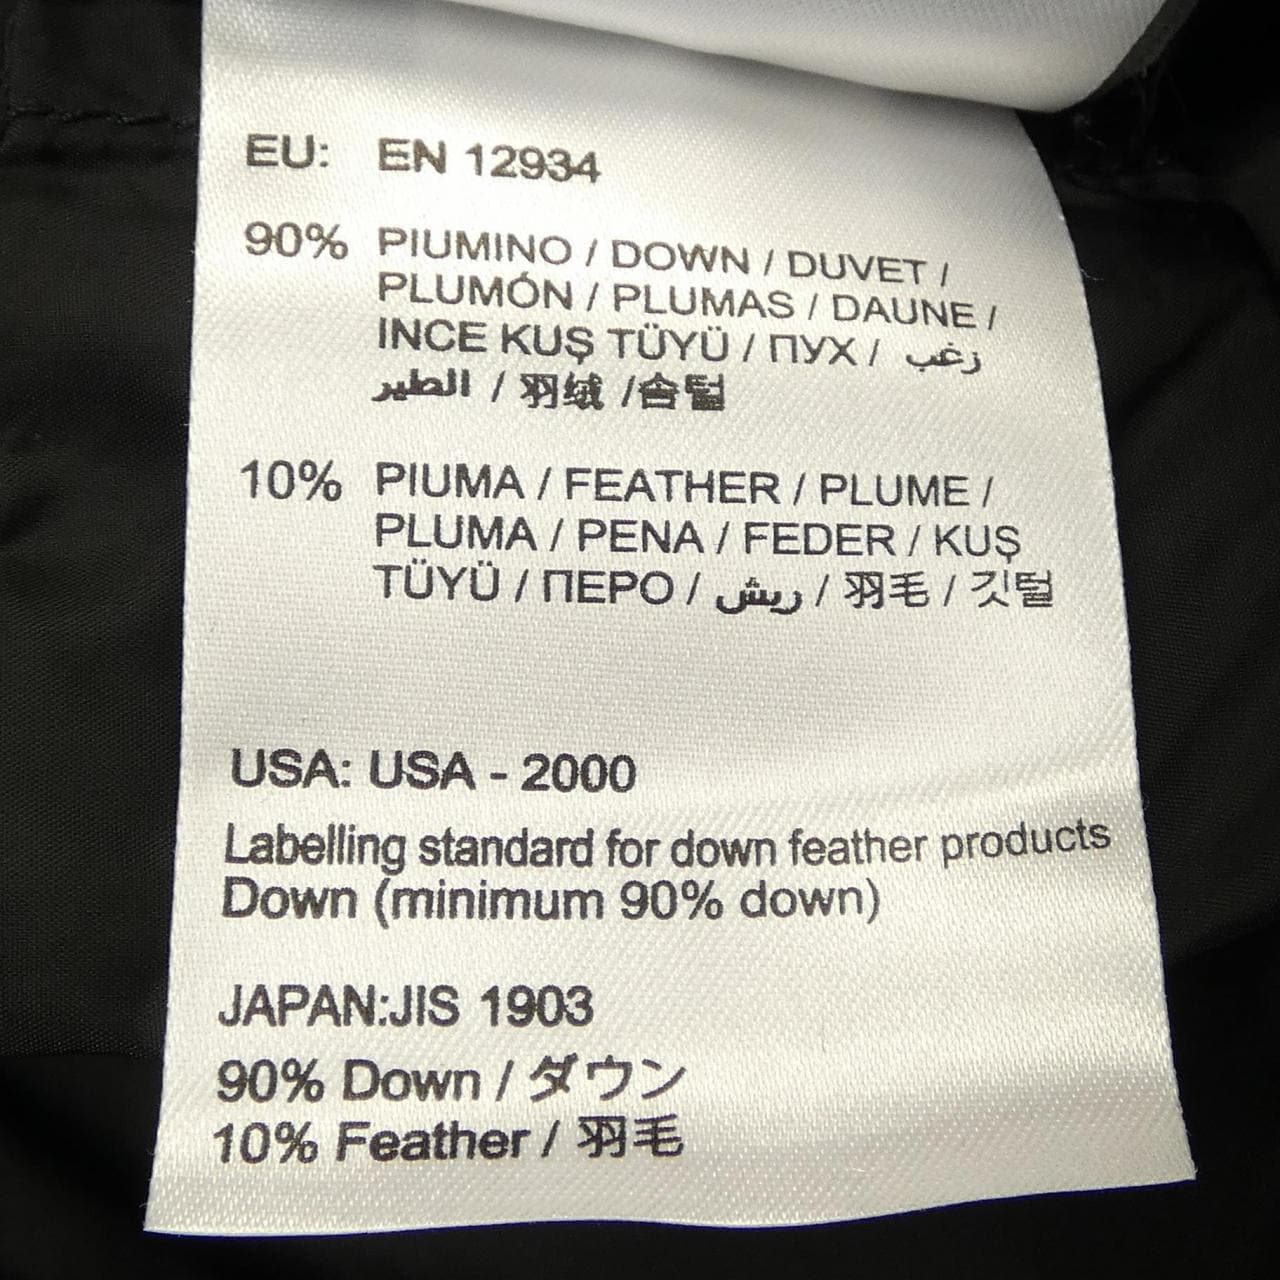 EU: EN 12934
90% PIUMINO / DOWN / DUVET /
PLUMÓN / PLUMAS / DAUNE /
INCE KUŞ TÜYÜ / ПУХ / زغب
الطير / 羽绒 /솜털
10% PIUMA / FEATHER / PLUME /
PLUMA / PENA / FEDER / KUŞ
TÜYÜ / ПЕРО / ريش / 羽毛 / 깃털
USA: USA - 2000
Labelling standard for down feather products
Down (minimum 90% down)
JAPAN:JIS 1903
90% Down / ダウン
10% Feather / 羽毛